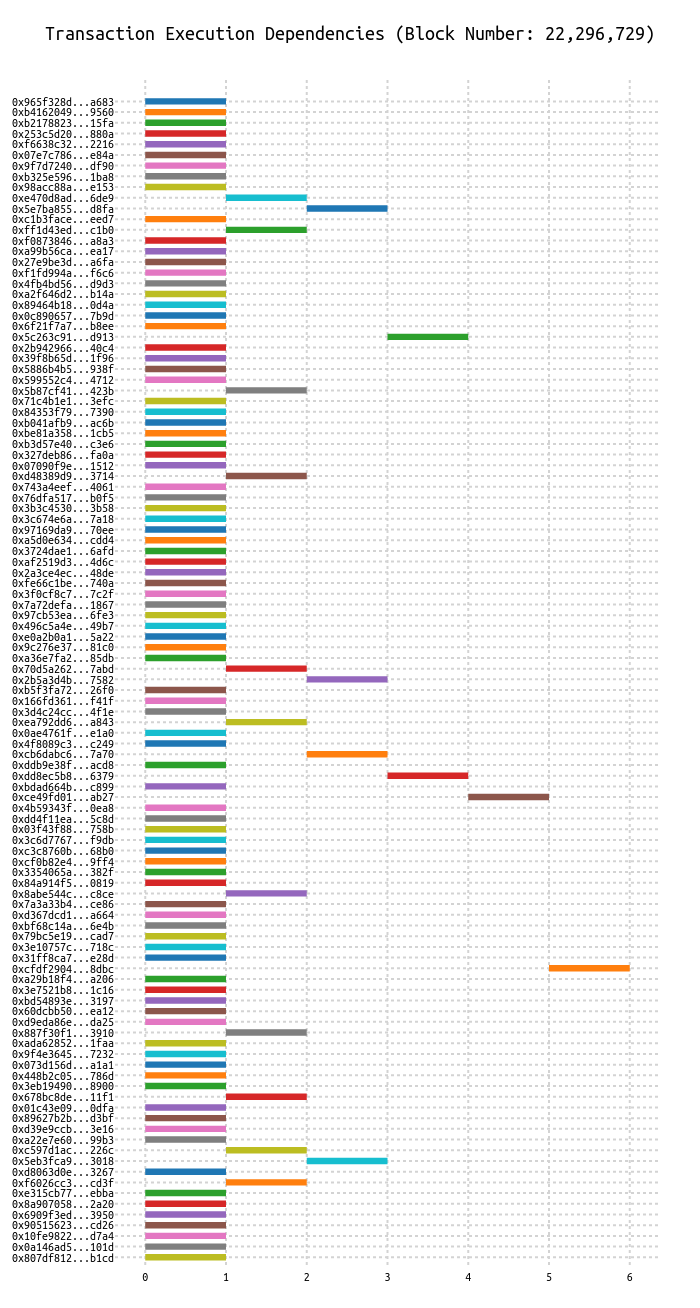 Transaction Execution Dependencies (Block Number: 22,296,729)
0x965f328d...a683
0xb4162049...9560
0xb2178823...15fa
0x253c5d20...880a
0xf6638c32...2216
0x07e7c786...e84a
0x9f7d7240...df90
0xb325e596...1ba8
0x98acc88a...e153
0xe470d8ad...6de9
0x5e7ba855...d8fa
0xc1b3face...eed7
0xff1d43ed...c1b0
0xf0873846...a8a3
0xa99b56ca...ea17
0x27e9be3d...a6fa
0xf1fd994a...f6c6
0x4fb4bd56...d9d3
0xa2f646d2...b14a
0x89464b18...0d4a
0x0c890657...7b9d
0x6f21f7a7...b8ee
0x5c263c91...d913
0x2b942966...40c4
0x39f8b65d...1f96
0x5886b4b5...938f
0x599552c4...4712
0x5b87cf41...423b
0x71c4b1e1...3efc
0x84353f79...7390
0xb041afb9...ac6b
0xbe81a358...1cb5
0xb3d57e40...c3e6
0x327deb86...fa0a
0x07090f9e...1512
0xd48389d9...3714
0x743a4eef...4061
0x76dfa517...b0f5
0x3b3c4530...3b58
0x3c674e6a...7a18
0x97169da9...70ee
0xa5d0e634...cdd4
0x3724dae1...6afd
0xaf2519d3...4d6c
0x2a3ce4ec...48de
0xfe66c1be...740a
0x3f0cf8c7...7c2f
0x7a72defa...1867
0x97cb53ea...6fe3
0x496c5a4e...49b7
0xe0a2b0a1...5a22
0x9c276e37...81c0
0xa36e7fa2...85db
0x70d5a262...7abd
0x2b5a3d4b...7582
0xb5f3fa72...26f0
0x166fd361...f41f
0x3d4c24cc...4f1e
0xea792dd6...a843
0x0ae4761f...e1a0
0x4f8089c3...c249
0xcb6dabc6...7a70
0xddb9e38f...acd8
0xdd8ec5b8...6379
0xbdad664b...c899
0xce49fd01...ab27
0x4b59343f...0ea8
0xdd4f11ea...5c8d
0x03f43f88...758b
0x3c6d7767...f9db
0xc3c8760b...68b0
0xcf0b82e4...9ff4
0x3354065a...382f
0x84a914f5...0819
0x8abe544c...c8ce
0x7a3a33b4...ce86
0xd367dcd1...a664
0xbf68c14a...6e4b
0x79bc5e19...cad7
0x3e10757c...718c
0x31ff8ca7...e28d
0xcfdf2904...8dbc
0xa29b18f4...a206
0x3e7521b8...1c16
0xbd54893e...3197
0x60dcbb50...ea12
0xd9eda86e...da25
0x887f30f1...3910
0xada62852...1faa
0x9f4e3645...7232
0x073d156d...a1a1
0x448b2c05...786d
0x3eb19490...8900
0x678bc8de...11f1
0x01c43e09...0dfa
0x89627b2b...d3bf
0xd39e9ccb...3e16
0xa22e7e60...99b3
0xc597d1ac...226c
0x5eb3fca9...3018
0xd8063d0e...3267
0xf6026cc3...cd3f
0xe315cb77...ebba
0x8a907058...2a20
0x6909f3ed...3950
0x90515623...cd26
0x10fe9822...d7a4
0x0a146ad5...101d
0x807df812...b1cd
0 1 2 3 4 5 6